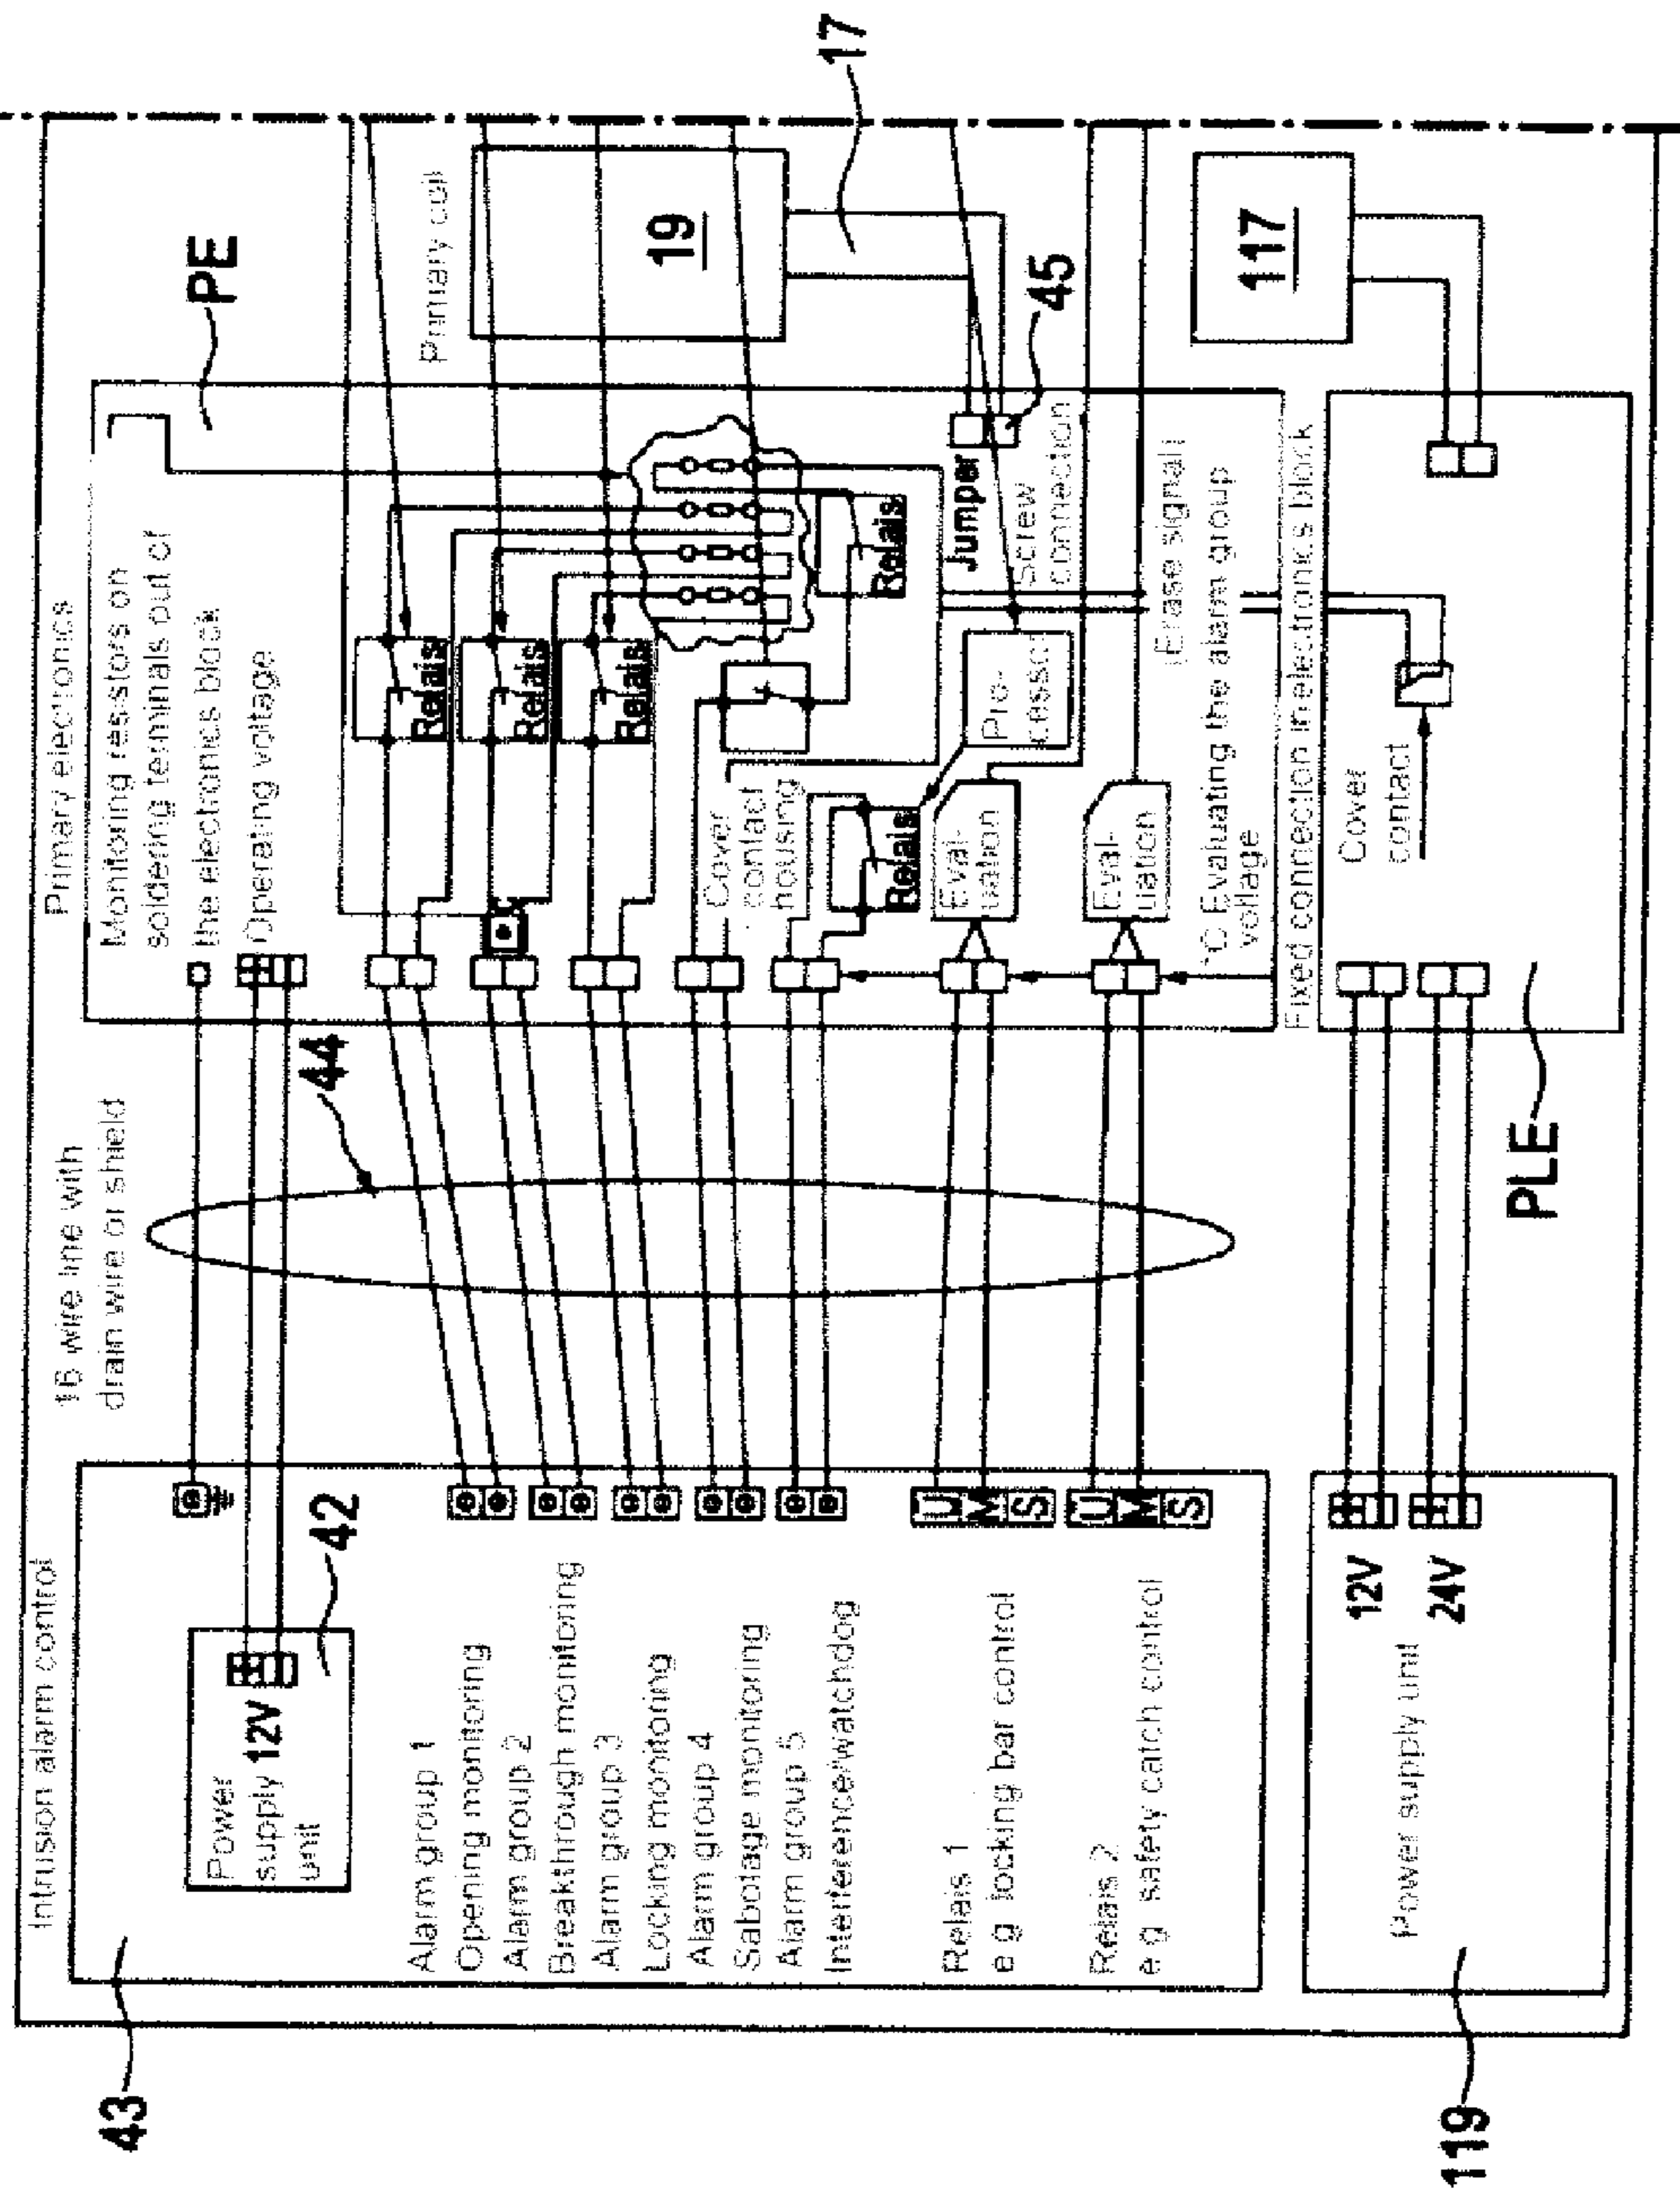 43
Intrusion alarm control
Power
supply 12V
unit
42
Alarm group 1
Opening monitoring
Alarm group 2
Breakthrough monitoring
Alarm group 3
Locking monitoring
Alarm group 4
Sabotage monitoring
Alarm group 5
Interference/watchdog
Relais 1
e.g. locking bar control
Relais 2
e.g. safety catch control
U
M
S
U
M
S
119
Power supply unit
12V
24V
16 wire line with
drain wire or shield
44
PLE
Primary electronics
Monitoring resistors on
soldering terminals out of
the electronics block
Operating voltage
Relais
Relais
Relais
Relais
Cover
contact
housing
Relais
Eval-
uation
Eval-
uation
Pro-
cessor
Jumper
Screw
connection
(Erase signal)
°C Evaluating the alarm group
voltage
Fixed connection in electronics block
Cover
contact
PE
Primary coil
19
17
45
117